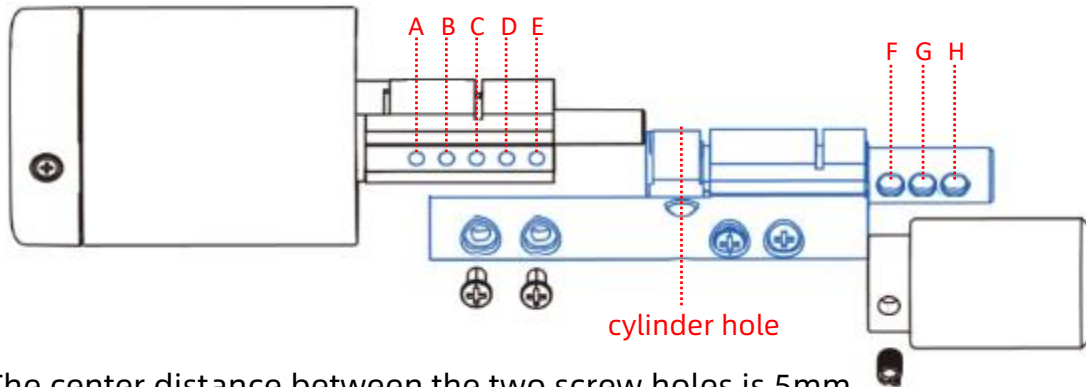 A B C D E
F G H
cylinder hole
The center distance between the two screw holes is 5mm